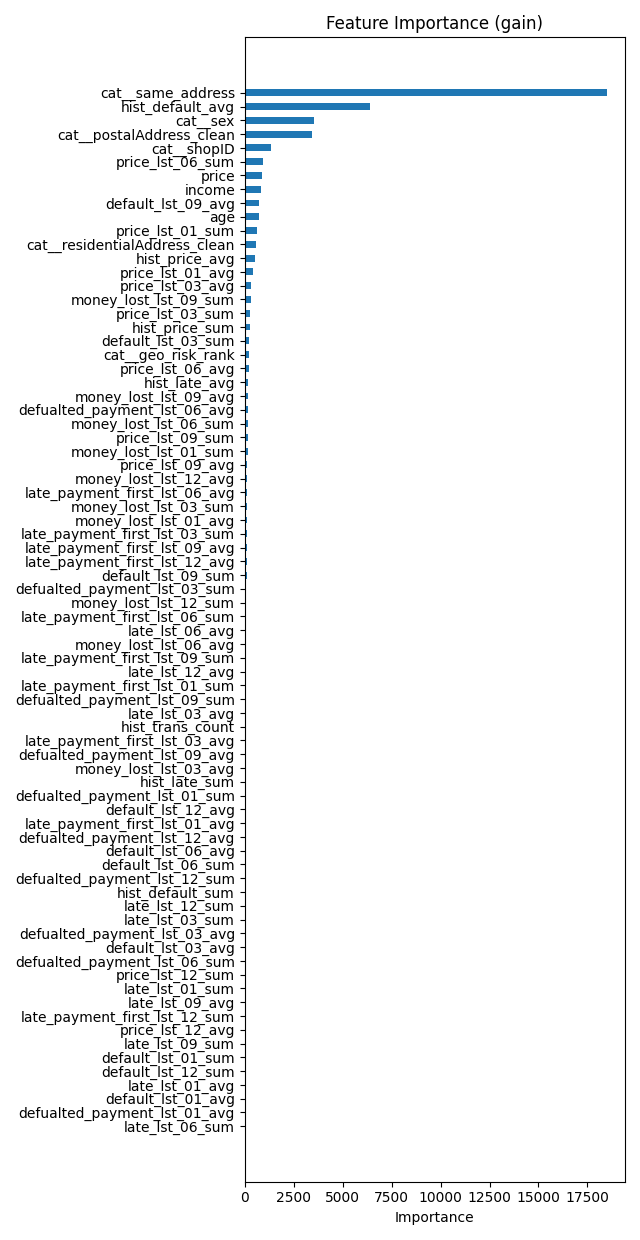 Feature Importance (gain)
cat__same_address
hist_default_avg
cat__sex
cat__postalAddress_clean
cat__shopID
price_lst_06_sum
price
income
default_lst_09_avg
age
price_lst_01_sum
cat__residentialAddress_clean
hist_price_avg
price_lst_01_avg
price_lst_03_avg
money_lost_lst_09_sum
price_lst_03_sum
hist_price_sum
default_lst_03_sum
cat__geo_risk_rank
price_lst_06_avg
hist_late_avg
money_lost_lst_09_avg
defualted_payment_lst_06_avg
money_lost_lst_06_sum
price_lst_09_sum
money_lost_lst_01_sum
price_lst_09_avg
money_lost_lst_12_avg
late_payment_first_lst_06_avg
money_lost_lst_03_sum
money_lost_lst_01_avg
late_payment_first_lst_03_sum
late_payment_first_lst_09_avg
late_payment_first_lst_12_avg
default_lst_09_sum
defualted_payment_lst_03_sum
money_lost_lst_12_sum
late_payment_first_lst_06_sum
late_lst_06_avg
money_lost_lst_06_avg
late_payment_first_lst_09_sum
late_lst_12_avg
late_payment_first_lst_01_sum
defualted_payment_lst_09_sum
late_lst_03_avg
hist_trans_count
late_payment_first_lst_03_avg
defualted_payment_lst_09_avg
money_lost_lst_03_avg
hist_late_sum
defualted_payment_lst_01_sum
default_lst_12_avg
late_payment_first_lst_01_avg
defualted_payment_lst_12_avg
default_lst_06_avg
default_lst_06_sum
defualted_payment_lst_12_sum
hist_default_sum
late_lst_12_sum
late_lst_03_sum
defualted_payment_lst_03_avg
default_lst_03_avg
defualted_payment_lst_06_sum
price_lst_12_sum
late_lst_01_sum
late_lst_09_avg
late_payment_first_lst_12_sum
price_lst_12_avg
late_lst_09_sum
default_lst_01_sum
default_lst_12_sum
late_lst_01_avg
default_lst_01_avg
defualted_payment_lst_01_avg
late_lst_06_sum
0 2500 5000 7500 10000 12500 15000 17500
Importance